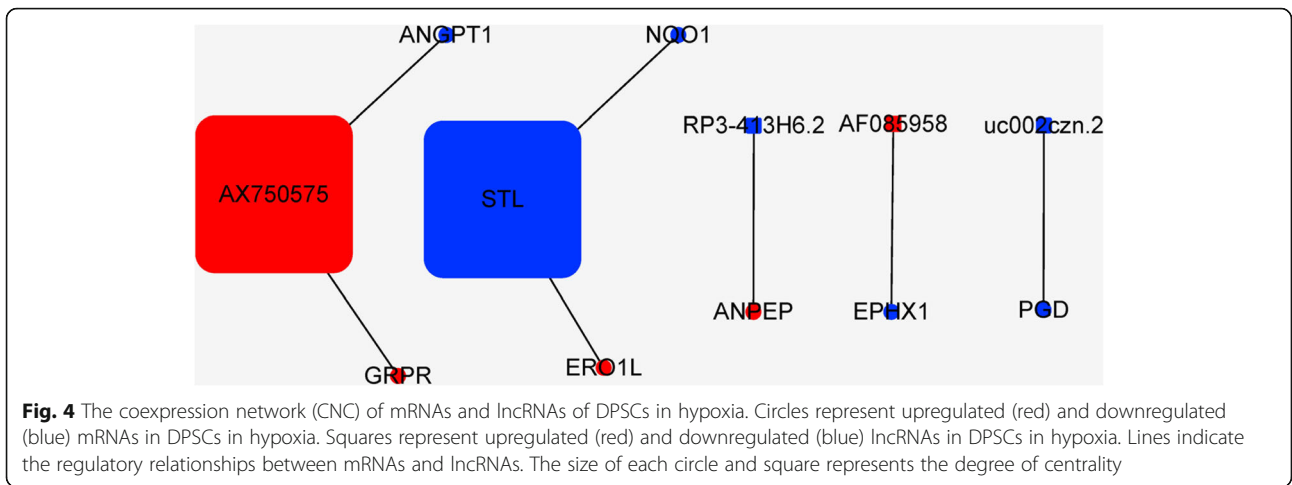 ANGPT1
NQO1
RP3-413H6.2
AF085958
uc002czn.2
AX750575
STL
ANPEP
EPHX1
PGD
GRPR
ERO1L
Fig. 4 The coexpression network (CNC) of mRNAs and lncRNAs of DPSCs in hypoxia. Circles represent upregulated (red) and downregulated
(blue) mRNAs in DPSCs in hypoxia. Squares represent upregulated (red) and downregulated (blue) lncRNAs in DPSCs in hypoxia. Lines indicate
the regulatory relationships between mRNAs and lncRNAs. The size of each circle and square represents the degree of centrality